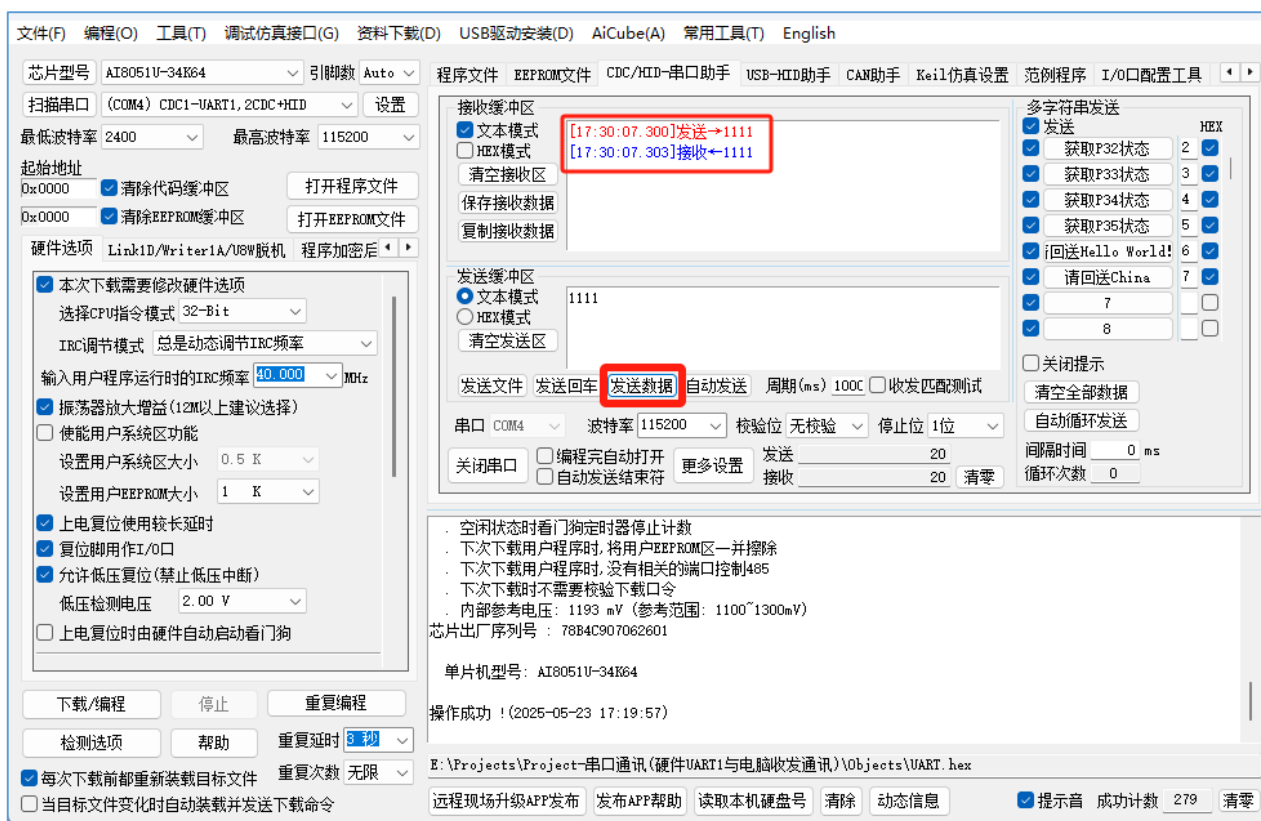 文件(F) 编程(O) 工具(T) 调试仿真接口(G) 资料下载(D) USB驱动安装(D) AiCube(A) 常用工具(T) English
芯片型号 AI8051U-34K64 引脚数 Auto
扫描串口 (COM4) CDC1-UART1,2CDC+HID 设置
最低波特率 2400 最高波特率 115200
起始地址
0x0000 清除代码缓冲区 打开程序文件
0x0000 清除EEPROM缓冲区 打开EEPROM文件
硬件选项 Link1D/Writer1A/U8W脱机 程序加密后
本次下载需要修改硬件选项
选择CPU指令模式 32-Bit
IRC调节模式 总是动态调节IRC频率
输入用户程序运行时的IRC频率 40.000 MHz
振荡器放大增益(12M以上建议选择)
使能用户系统区功能
设置用户系统区大小 0.5 K
设置用户EEPROM大小 1 K
上电复位使用较长延时
复位脚用作I/O口
允许低压复位(禁止低压中断)
低压检测电压 2.00 V
上电复位时由硬件自动启动看门狗
下载/编程 停止 重复编程
检测选项 帮助 重复延时 3 秒
每次下载前都重新装载目标文件 重复次数 无限
当目标文件变化时自动装载并发送下载命令
程序文件 EEPROM文件 CDC/HID-串口助手 USB-HID助手 CAN助手 Keil仿真设置 范例程序 I/O口配置工具
接收缓冲区
文本模式
HEX模式
清空接收区
保存接收数据
复制接收数据
[17:30:07.300]发送→1111
[17:30:07.303]接收←1111
发送缓冲区
文本模式
HEX模式
清空发送区
1111
发送文件 发送回车 发送数据 自动发送 周期(ms) 1000 收发匹配测试
串口 COM4 波特率 115200 校验位 无校验 停止位 1位
关闭串口 编程完自动打开 更多设置 发送 20
自动发送结束符 接收 20 清零
多字符串发送
发送 HEX
获取P32状态 2
获取P33状态 3
获取P34状态 4
获取P35状态 5
回送Hello World! 6
请回送China 7
7
8
关闭提示
清空全部数据
自动循环发送
间隔时间 0 ms
循环次数 0
. 空闲状态时看门狗定时器停止计数
. 下次下载用户程序时,将用户EEPROM区一并擦除
. 下次下载用户程序时,没有相关的端口控制485
. 下次下载时不需要校验下载口令
. 内部参考电压: 1193 mV (参考范围: 1100~1300mV)
芯片出厂序列号 : 78B4C907062601
单片机型号: AI8051U-34K64
操作成功 !(2025-05-23 17:19:57)
E:\Projects\Project-串口通讯(硬件UART1与电脑收发通讯)\Objects\UART.hex
远程现场升级APP发布 发布APP帮助 读取本机硬盘号 清除 动态信息 提示音 成功计数 279 清零